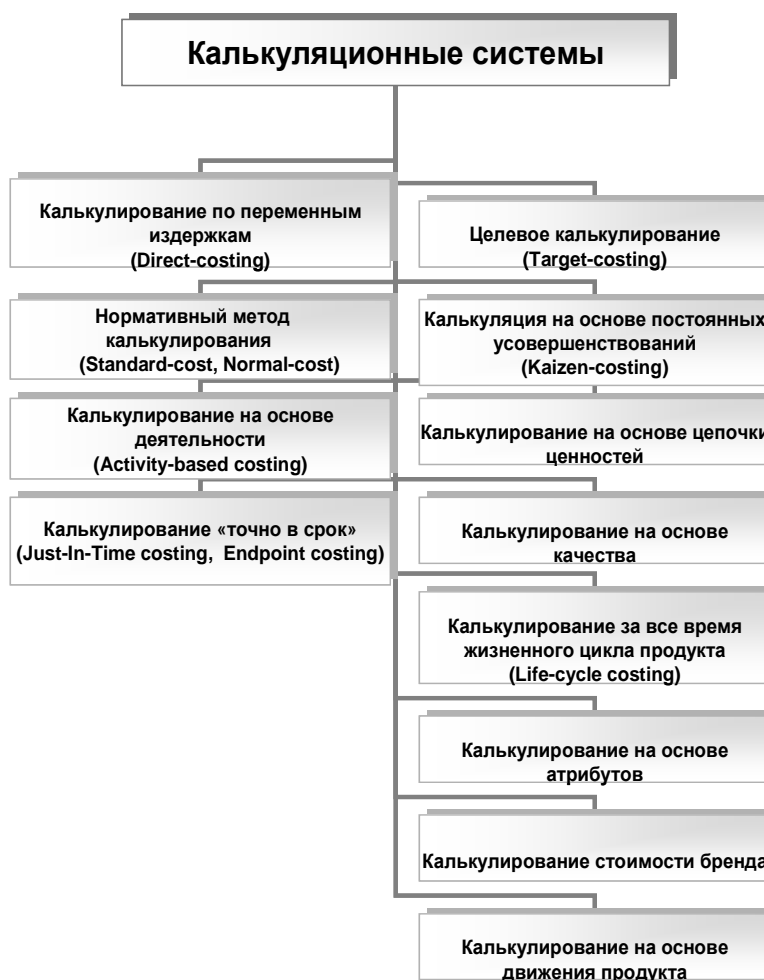 Калькуляционные системы
Калькулирование по переменным
издержкам
(Direct-costing)
Целевое калькулирование
(Target-costing)
Нормативный метод
калькулирования
(Standard-cost, Normal-cost)
Калькуляция на основе постоянных
усовершенствований
(Kaizen-costing)
Калькулирование на основе
деятельности
(Activity-based costing)
Калькулирование на основе цепочки
ценностей
Калькулирование «точно в срок»
(Just-In-Time costing, Endpoint costing)
Калькулирование на основе
качества
Калькулирование за все время
жизненного цикла продукта
(Life-cycle costing)
Калькулирование на основе
атрибутов
Калькулирование стоимости бренда
Калькулирование на основе
движения продукта